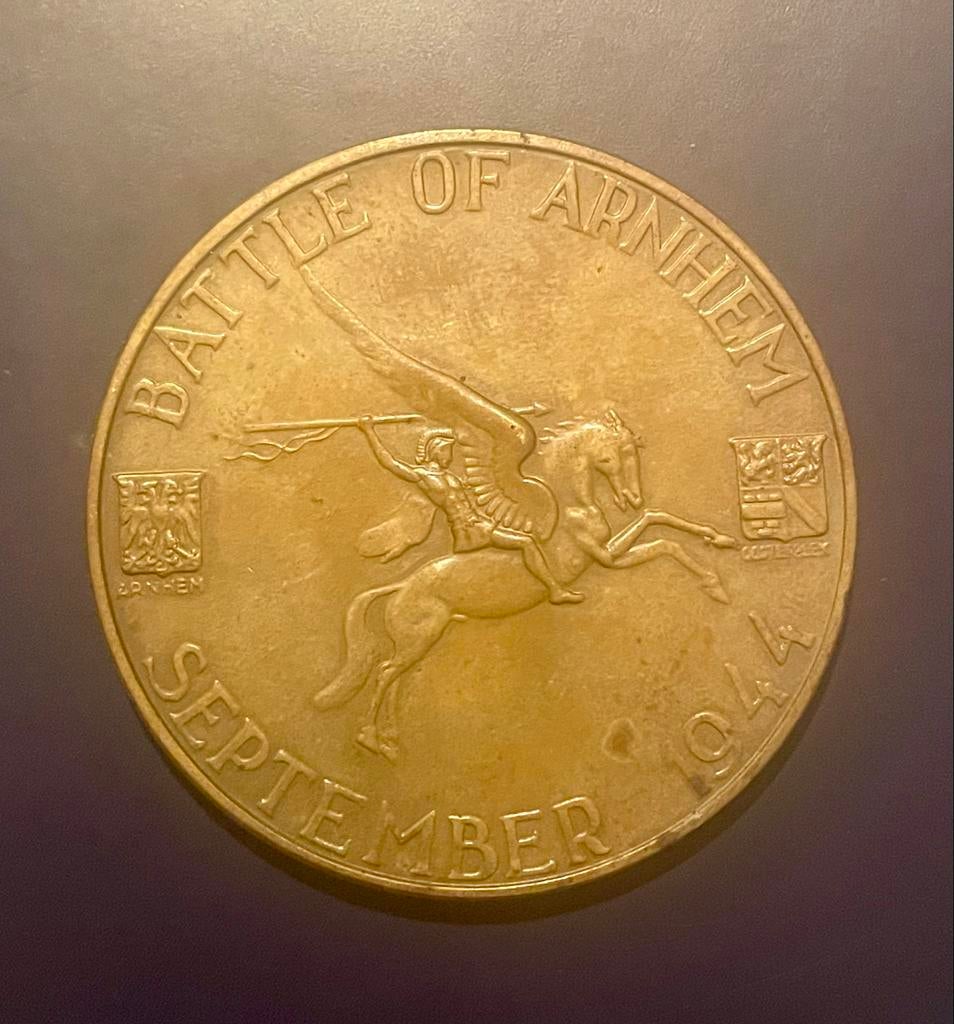 BATTLE OF ARNHEM
ARNHEM
OOSTERBEEK
SEPTEMBER 1944